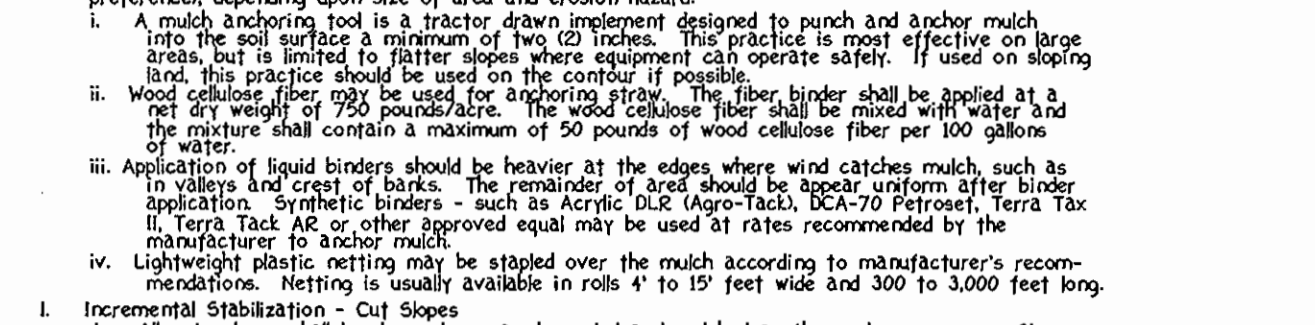 preference), depending upon size of area and erosion hazard:
i. A mulch anchoring tool is a tractor drawn implement designed to punch and anchor mulch
into the soil surface a minimum of two (2) inches. This practice is most effective on large
areas, but is limited to flatter slopes where equipment can operate safely. If used on sloping
land, this practice should be used on the contour if possible.
ii. Wood cellulose fiber may be used for anchoring straw. The fiber binder shall be applied at a
net dry weight of 750 pounds/acre. The wood cellulose fiber shall be mixed with water and
the mixture shall contain a maximum of 50 pounds of wood cellulose fiber per 100 gallons
of water.
iii. Application of liquid binders should be heavier at the edges where wind catches mulch, such as
in valleys and crest of banks. The remainder of area should be appear uniform after binder
application. Synthetic binders - such as Acrylic DLR (Agro-Tack), DCA-70 Petroset, Terra Tax
II, Terra Tack AR or other approved equal may be used at rates recommended by the
manufacturer to anchor mulch.
iv. Lightweight plastic netting may be stapled over the mulch according to manufacturer's recom-
mendations. Netting is usually available in rolls 4' to 15' feet wide and 300 to 3,000 feet long.
I. Incremental Stabilization - Cut Slopes